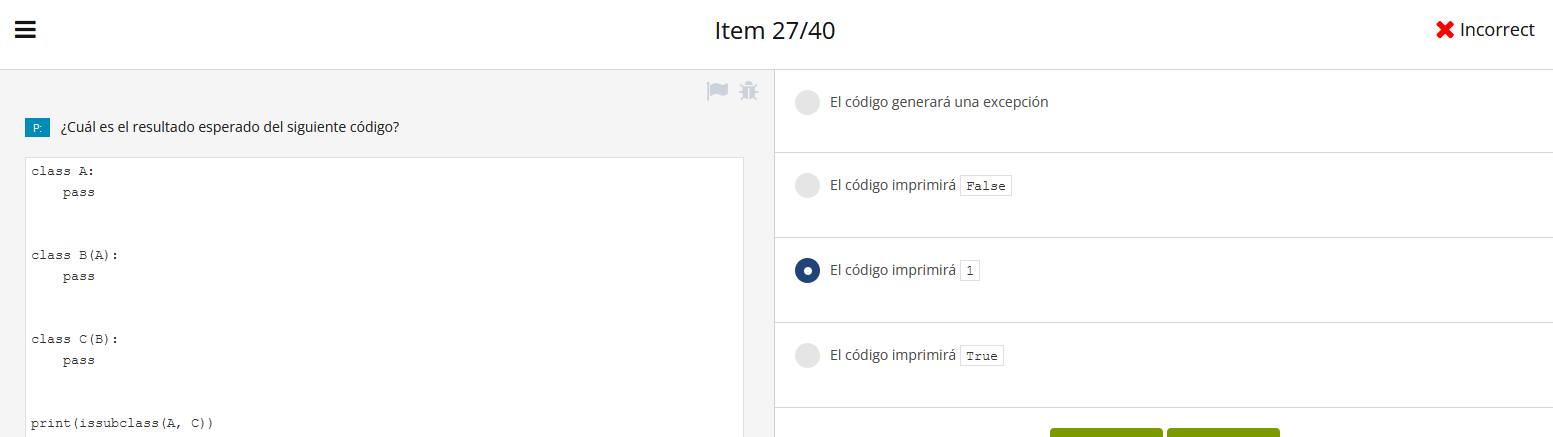 Item 27/40
Incorrect
P: ¿Cuál es el resultado esperado del siguiente código?
class A:
    pass
class B(A):
    pass
class C(B):
    pass
print(issubclass(A, C))
El código generará una excepción
El código imprimirá False
El código imprimirá 1
El código imprimirá True